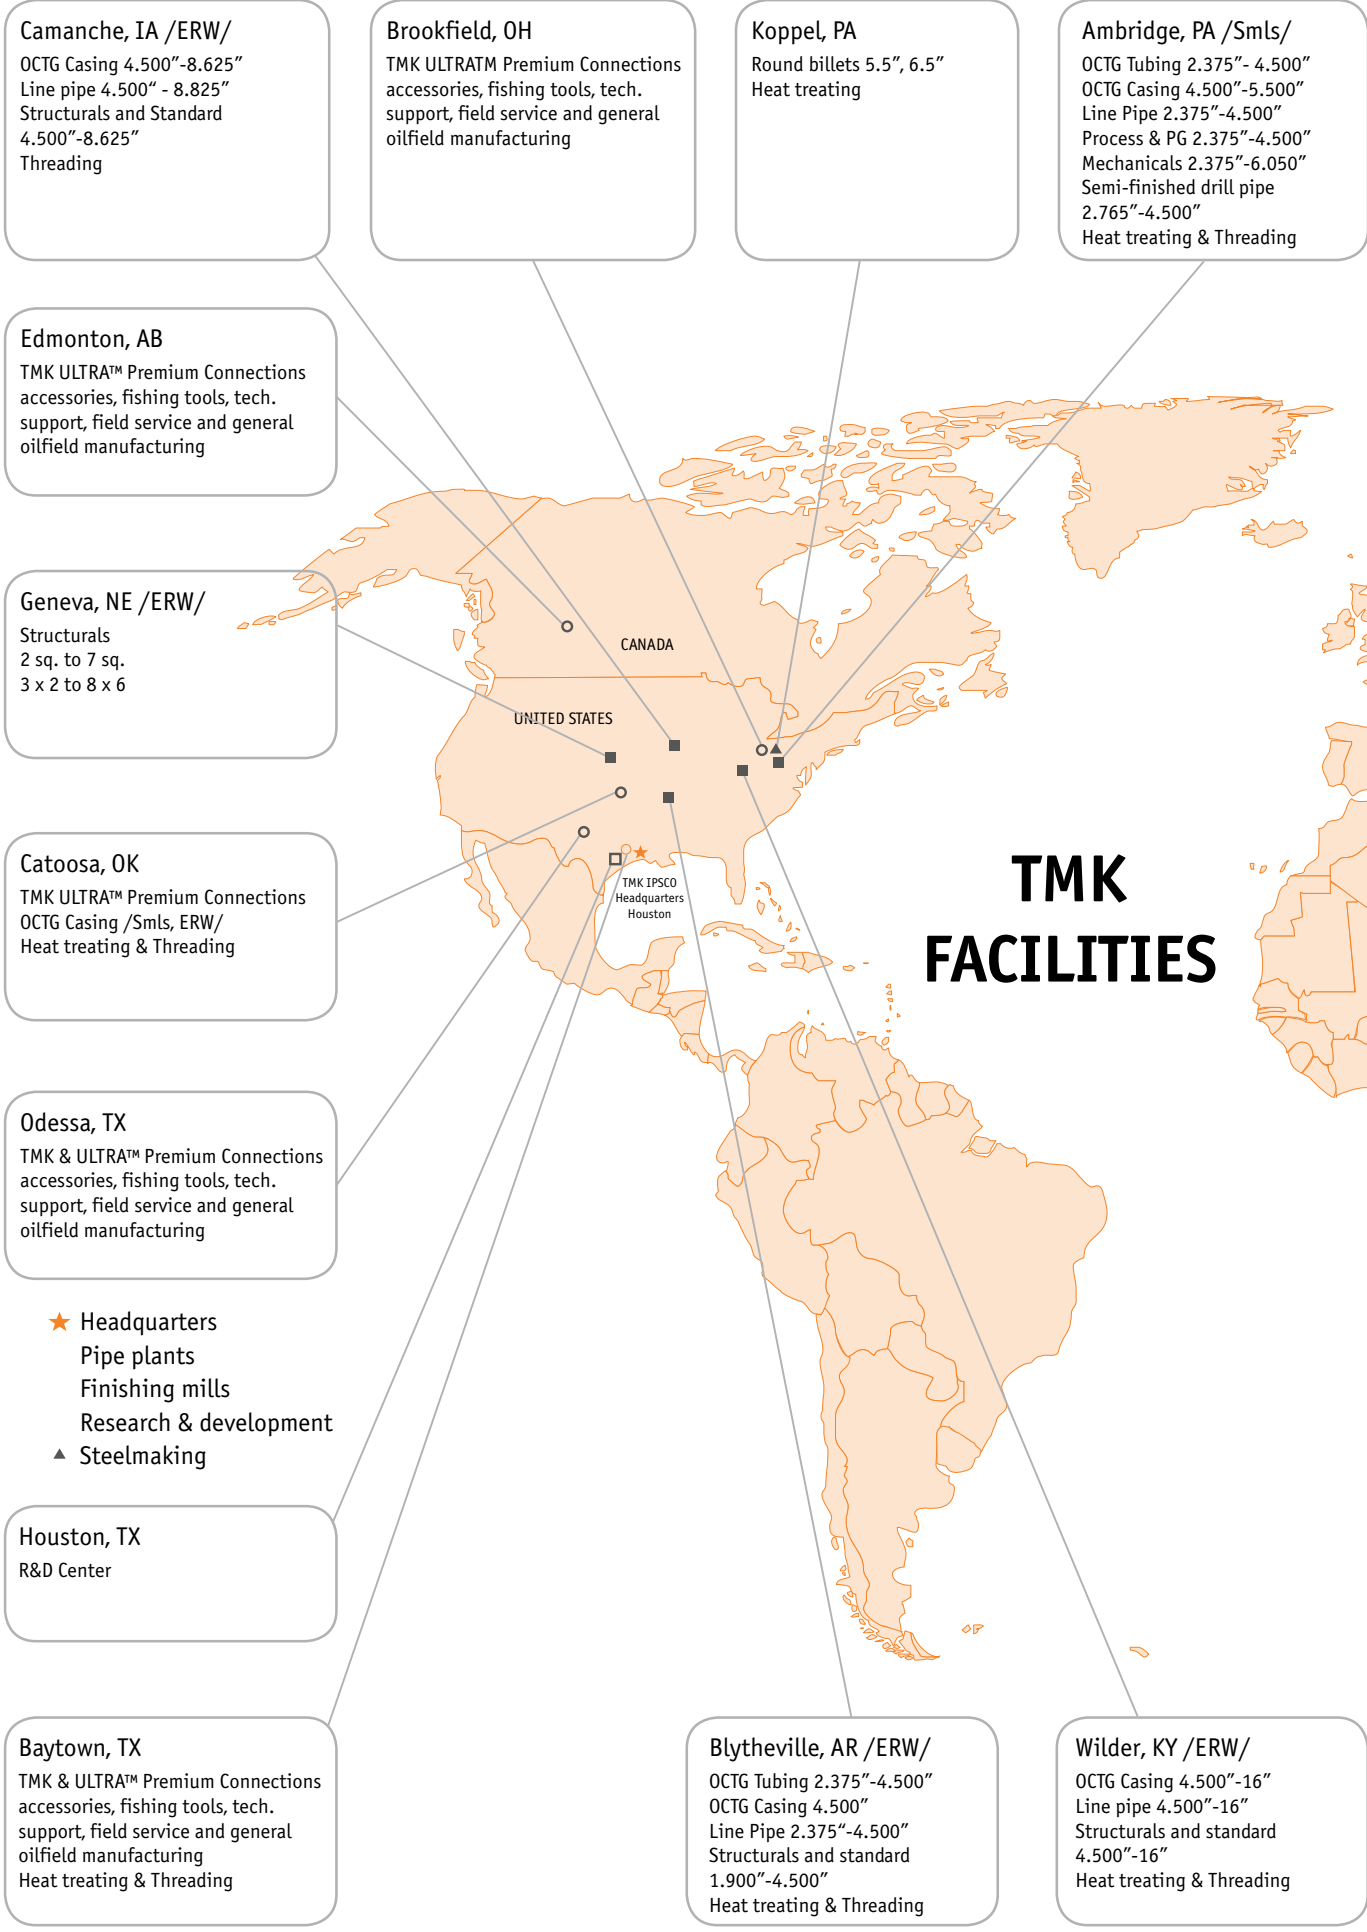 Camanche, IA /ERW/
OCTG Casing 4.500″-8.625″
Line pipe 4.500“ - 8.825″
Structurals and Standard
4.500″-8.625″
Threading
Brookfield, OH
TMK ULTRATM Premium Connections
accessories, fishing tools, tech.
support, field service and general
oilfield manufacturing
Koppel, PA
Round billets 5.5″, 6.5″
Heat treating
Ambridge, PA /Smls/
OCTG Tubing 2.375″- 4.500″
OCTG Casing 4.500″-5.500″
Line Pipe 2.375″-4.500″
Process & PG 2.375″-4.500″
Mechanicals 2.375″-6.050″
Semi-finished drill pipe
2.765″-4.500″
Heat treating & Threading
Edmonton, AB
TMK ULTRA™ Premium Connections
accessories, fishing tools, tech.
support, field service and general
oilfield manufacturing
Geneva, NE /ERW/
Structurals
2 sq. to 7 sq.
3 x 2 to 8 x 6
CANADA
UNITED STATES
TMK IPSCO
Headquarters
Houston
TMK
FACILITIES
Catoosa, OK
TMK ULTRA™ Premium Connections
OCTG Casing /Smls, ERW/
Heat treating & Threading
Odessa, TX
TMK & ULTRA™ Premium Connections
accessories, fishing tools, tech.
support, field service and general
oilfield manufacturing
Headquarters
Pipe plants
Finishing mills
Research & development
Steelmaking
Houston, TX
R&D Center
Baytown, TX
TMK & ULTRA™ Premium Connections
accessories, fishing tools, tech.
support, field service and general
oilfield manufacturing
Heat treating & Threading
Blytheville, AR /ERW/
OCTG Tubing 2.375″-4.500″
OCTG Casing 4.500″
Line Pipe 2.375“-4.500″
Structurals and standard
1.900″-4.500″
Heat treating & Threading
Wilder, KY /ERW/
OCTG Casing 4.500″-16″
Line pipe 4.500″-16″
Structurals and standard
4.500″-16″
Heat treating & Threading